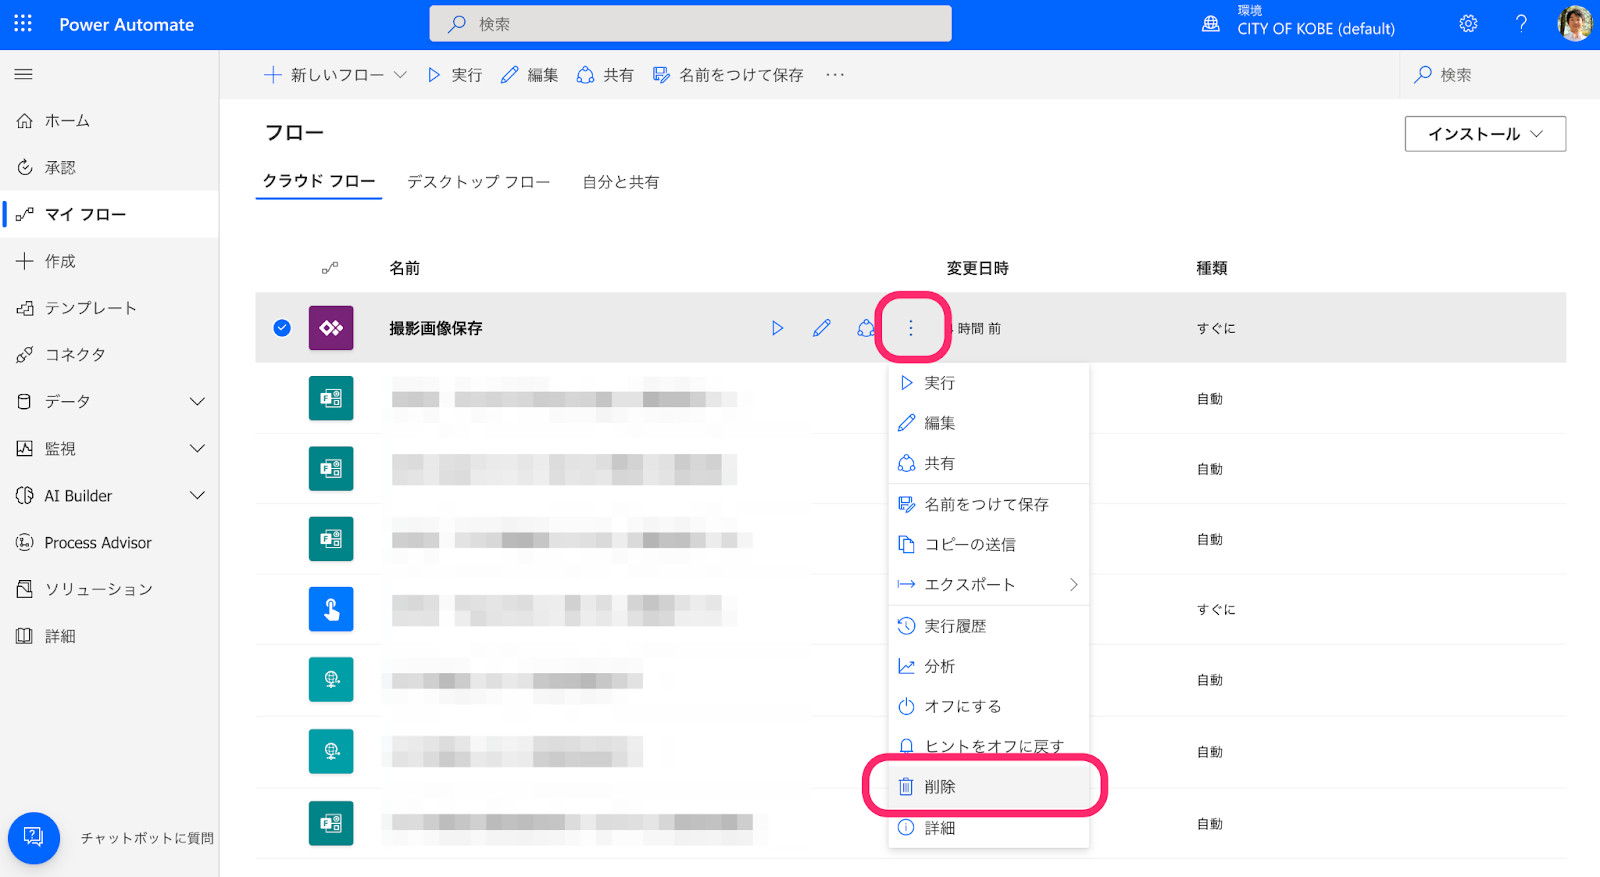 Power Automate
検索
環境
CITY OF KOBE (default)
新しいフロー
実行
編集
共有
名前をつけて保存
検索
ホーム
承認
マイ フロー
作成
テンプレート
コネクタ
データ
監視
AI Builder
Process Advisor
ソリューション
詳細
チャットボットに質問
フロー
インストール
クラウド フロー
デスクトップ フロー
自分と共有
名前
変更日時
種類
撮影画像保存
時間 前
すぐに
自動
自動
自動
すぐに
自動
自動
自動
実行
編集
共有
名前をつけて保存
コピーの送信
エクスポート
実行履歴
分析
オフにする
ヒントをオフに戻す
削除
詳細